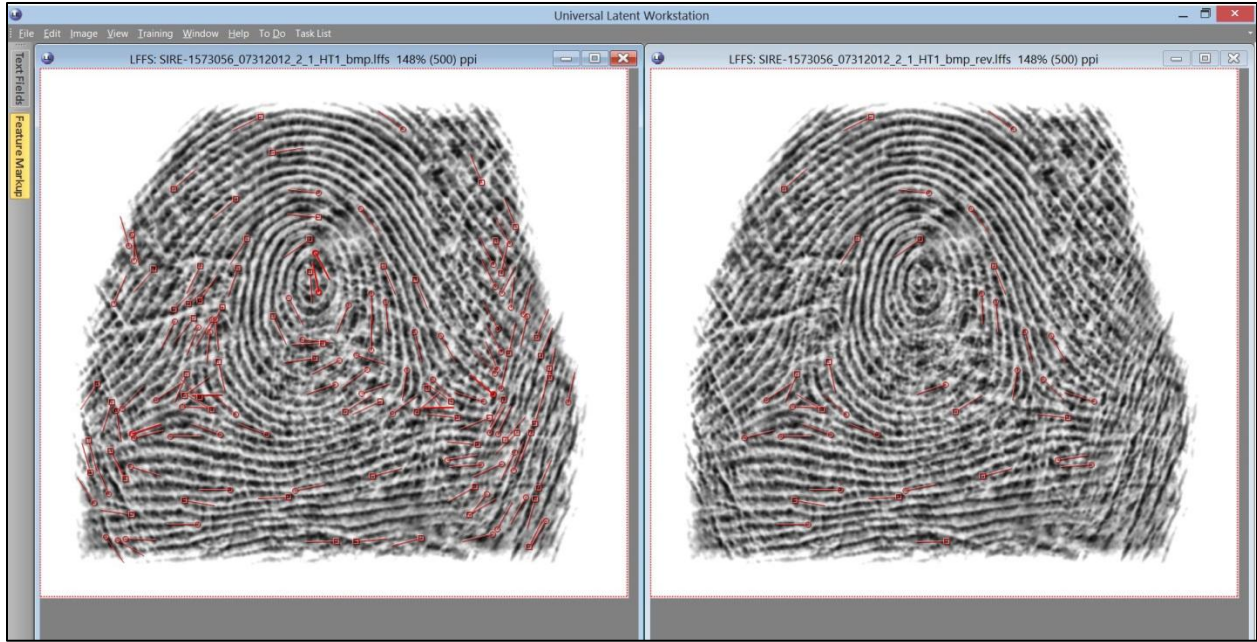 Universal Latent Workstation
File Edit Image View Training Window Help To Do Task List
Text Fields
Feature Markup
LFFS: SIRE-1573056_07312012_2_1_HT1_bmp.lffs 148% (500) ppi
LFFS: SIRE-1573056_07312012_2_1_HT1_bmp_rev.lffs 148% (500) ppi